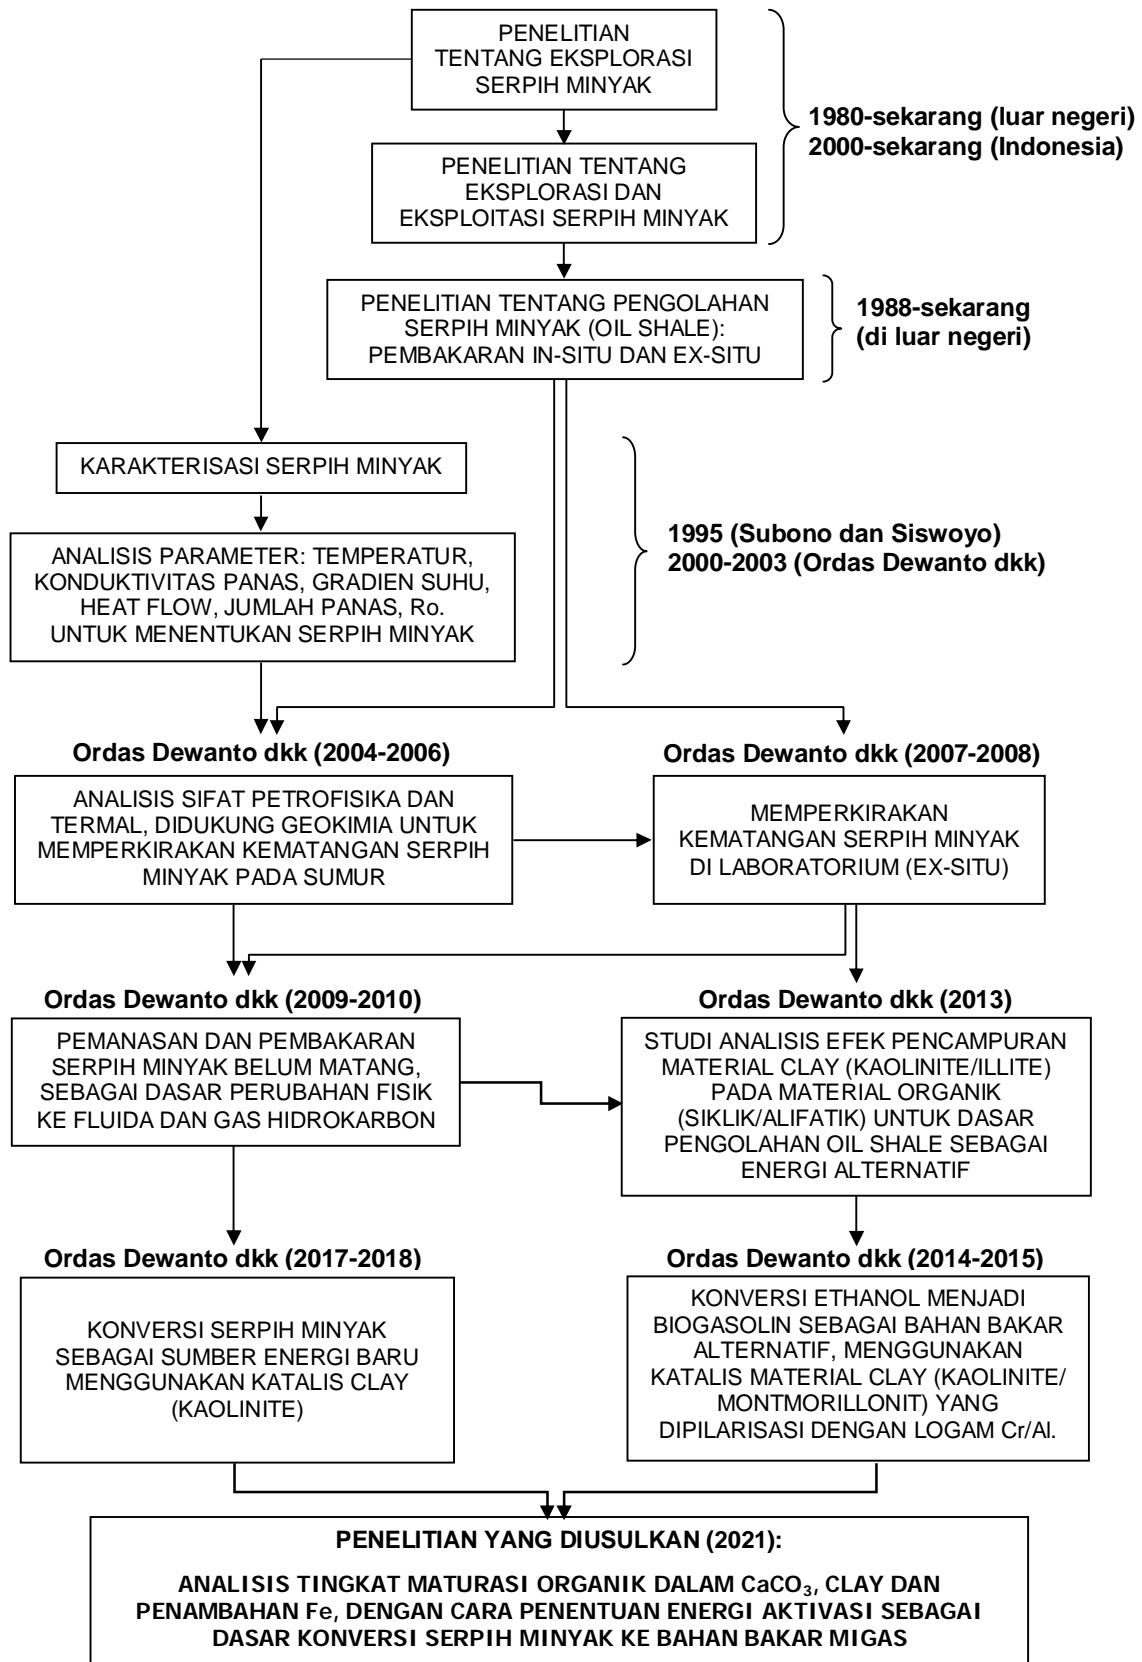 PENELITIAN
TENTANG EKSPLORASI
SERPIH MINYAK
1980-sekarang (luar negeri)
2000-sekarang (Indonesia)
PENELITIAN TENTANG
EKSPLORASI DAN
EKSPLOITASI SERPIH MINYAK
PENELITIAN TENTANG PENGOLAHAN
SERPIH MINYAK (OIL SHALE):
PEMBAKARAN IN-SITU DAN EX-SITU
1988-sekarang
(di luar negeri)
KARAKTERISASI SERPIH MINYAK
ANALISIS PARAMETER: TEMPERATUR,
KONDUKTIVITAS PANAS, GRADIEN SUHU,
HEAT FLOW, JUMLAH PANAS, Ro.
UNTUK MENENTUKAN SERPIH MINYAK
1995 (Subono dan Siswoyo)
2000-2003 (Ordas Dewanto dkk)
Ordas Dewanto dkk (2004-2006)
ANALISIS SIFAT PETROFISIKA DAN
TERMAL, DIDUKUNG GEOKIMIA UNTUK
MEMPERKIRAKAN KEMATANGAN SERPIH
MINYAK PADA SUMUR
Ordas Dewanto dkk (2007-2008)
MEMPERKIRAKAN
KEMATANGAN SERPIH MINYAK
DI LABORATORIUM (EX-SITU)
Ordas Dewanto dkk (2009-2010)
PEMANASAN DAN PEMBAKARAN
SERPIH MINYAK BELUM MATANG,
SEBAGAI DASAR PERUBAHAN FISIK
KE FLUIDA DAN GAS HIDROKARBON
Ordas Dewanto dkk (2013)
STUDI ANALISIS EFEK PENCAMPURAN
MATERIAL CLAY (KAOLINITE/ILLITE)
PADA MATERIAL ORGANIK
(SIKLIK/ALIFATIK) UNTUK DASAR
PENGOLAHAN OIL SHALE SEBAGAI
ENERGI ALTERNATIF
Ordas Dewanto dkk (2017-2018)
KONVERSI SERPIH MINYAK
SEBAGAI SUMBER ENERGI BARU
MENGGUNAKAN KATALIS CLAY
(KAOLINITE)
Ordas Dewanto dkk (2014-2015)
KONVERSI ETHANOL MENJADI
BIOGASOLIN SEBAGAI BAHAN BAKAR
ALTERNATIF, MENGGUNAKAN
KATALIS MATERIAL CLAY (KAOLINITE/
MONTMORILLONIT) YANG
DIPILARISASI DENGAN LOGAM Cr/Al.
PENELITIAN YANG DIUSULKAN (2021):
ANALISIS TINGKAT MATURASI ORGANIK DALAM CaCO₃, CLAY DAN
PENAMBAHAN Fe, DENGAN CARA PENENTUAN ENERGI AKTIVASI SEBAGAI
DASAR KONVERSI SERPIH MINYAK KE BAHAN BAKAR MIGAS